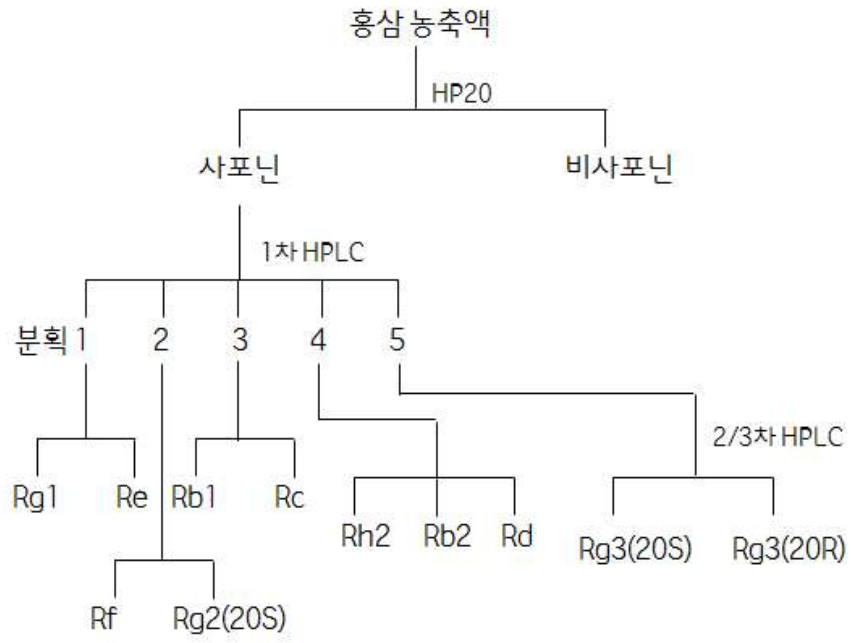 홍삼 농축액
HP20
사포닌
비사포닌
1차 HPLC
분획 1 2 3 4 5
2/3차 HPLC
Rg1 Re Rb1 Rc
Rh2 Rb2 Rd
Rg3(20S) Rg3(20R)
Rf Rg2(20S)